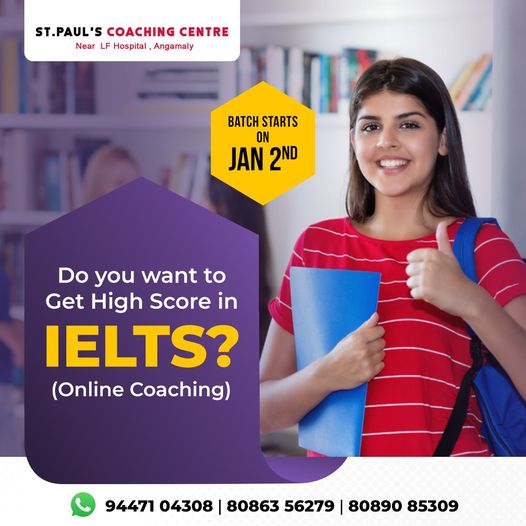 ST.PAUL'S COACHING CENTRE
Near LF Hospital , Angamaly
BATCH STARTS
ON
JAN 2ND
Do you want to
Get High Score in
IELTS?
(Online Coaching)
94471 04308 | 80863 56279 | 80890 85309